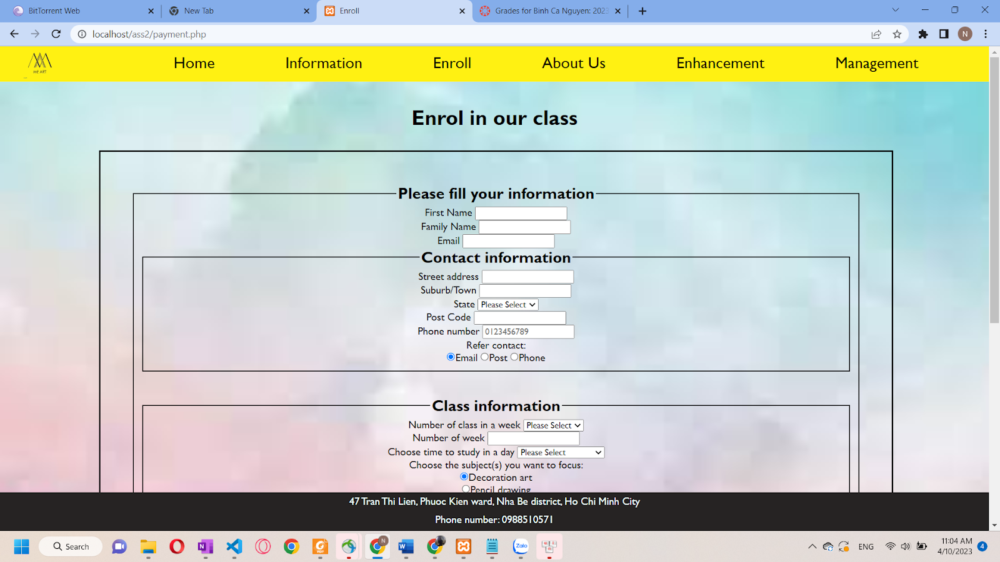 BitTorrent Web
New Tab
Enroll
Grades for Binh Ca Nguyen: 2023
localhost/ass2/payment.php
N
ME ART
Home
Information
Enroll
About Us
Enhancement
Management
Enrol in our class
Please fill your information
First Name
Family Name
Email
Contact information
Street address
Suburb/Town
State Please Select
Post Code
Phone number 0123456789
Refer contact:
Email Post Phone
Class information
Number of class in a week Please Select
Number of week
Choose time to study in a day Please Select
Choose the subject(s) you want to focus:
Decoration art
Pencil drawing
47 Tran Thi Lien, Phuoc Kien ward, Nha Be district, Ho Chi Minh City
Phone number: 0988510571
Search
N
Zalo
ENG
11:04 AM
4/10/2023
4